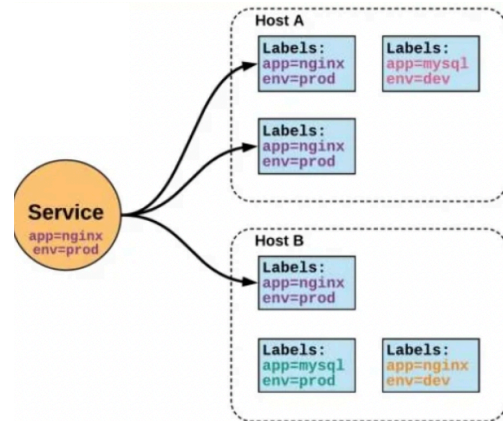 Host A
Labels:
app=nginx
env=prod
Labels:
app=mysql
env=dev
Labels:
app=nginx
env=prod
Service
app=nginx
env=prod
Host B
Labels:
app=nginx
env=prod
Labels:
app=mysql
env=prod
Labels:
app=nginx
env=dev